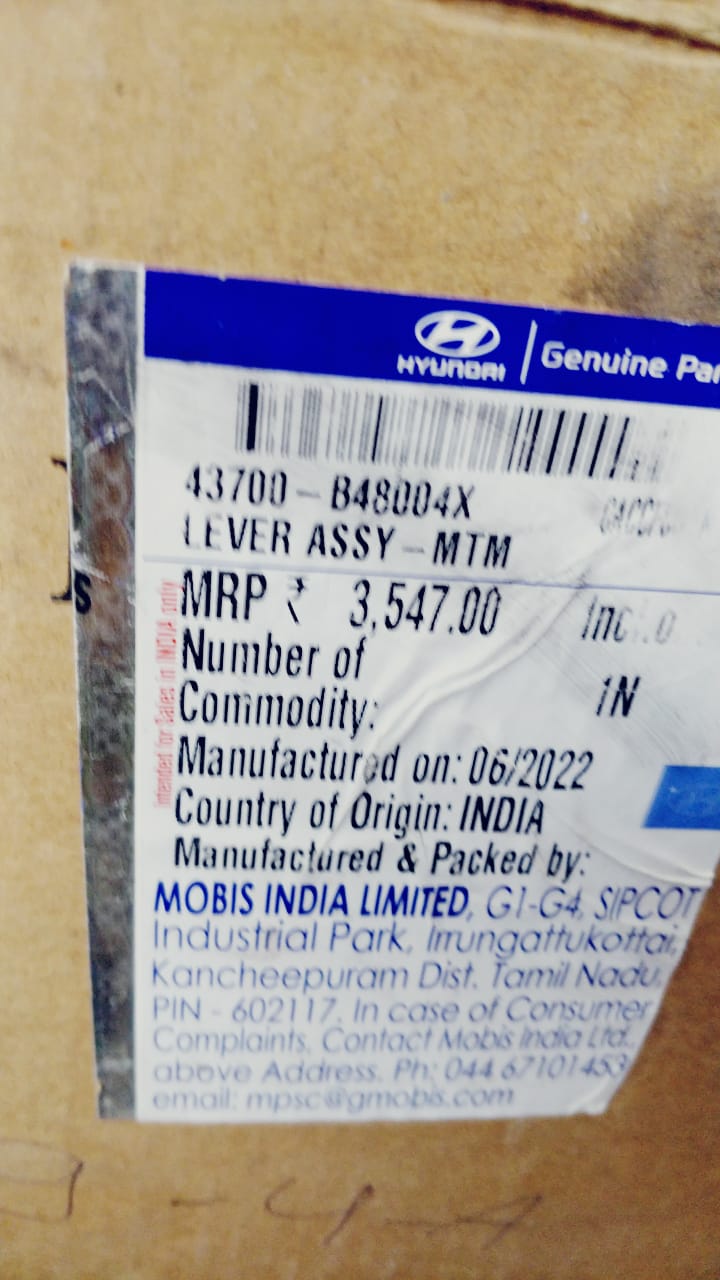 HYUNDAI | Genuine Par
43700-B48004X
LEVER ASSY-MTM
MRP ₹ 3,547.00
Number of
Commodity: 1N
Manufactured on: 06/2022
Country of Origin: INDIA
Manufactured & Packed by:
MOBIS INDIA LIMITED, G1-G4, SIPCOT
Industrial Park, Irrungattukottai,
Kancheepuram Dist. Tamil Nadu,
PIN - 602117. In case of Consumer
Complaints, Contact Mobis India Ltd.,
above Address. Ph: 044 67101453
email: mpsc@gmobis.com
Intended for Sales in INDIA only